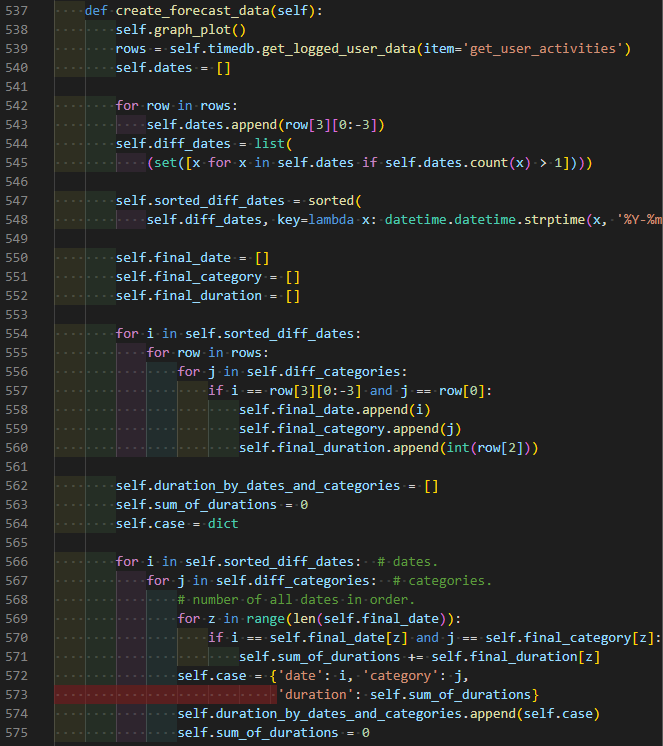 537 def create_forecast_data(self):
538 self.graph_plot()
539 rows = self.timedb.get_logged_user_data(item='get_user_activities')
540 self.dates = []
541
542 for row in rows:
543 self.dates.append(row[3][0:-3])
544 self.diff_dates = list(
545 (set([x for x in self.dates if self.dates.count(x) > 1])))
546
547 self.sorted_diff_dates = sorted(
548 self.diff_dates, key=lambda x: datetime.datetime.strptime(x, '%Y-%m
549
550 self.final_date = []
551 self.final_category = []
552 self.final_duration = []
553
554 for i in self.sorted_diff_dates:
555 for row in rows:
556 for j in self.diff_categories:
557 if i == row[3][0:-3] and j == row[0]:
558 self.final_date.append(i)
559 self.final_category.append(j)
560 self.final_duration.append(int(row[2]))
561
562 self.duration_by_dates_and_categories = []
563 self.sum_of_durations = 0
564 self.case = dict
565
566 for i in self.sorted_diff_dates: # dates.
567 for j in self.diff_categories: # categories.
568 # number of all dates in order.
569 for z in range(len(self.final_date)):
570 if i == self.final_date[z] and j == self.final_category[z]:
571 self.sum_of_durations += self.final_duration[z]
572 self.case = {'date': i, 'category': j,
573 'duration': self.sum_of_durations}
574 self.duration_by_dates_and_categories.append(self.case)
575 self.sum_of_durations = 0